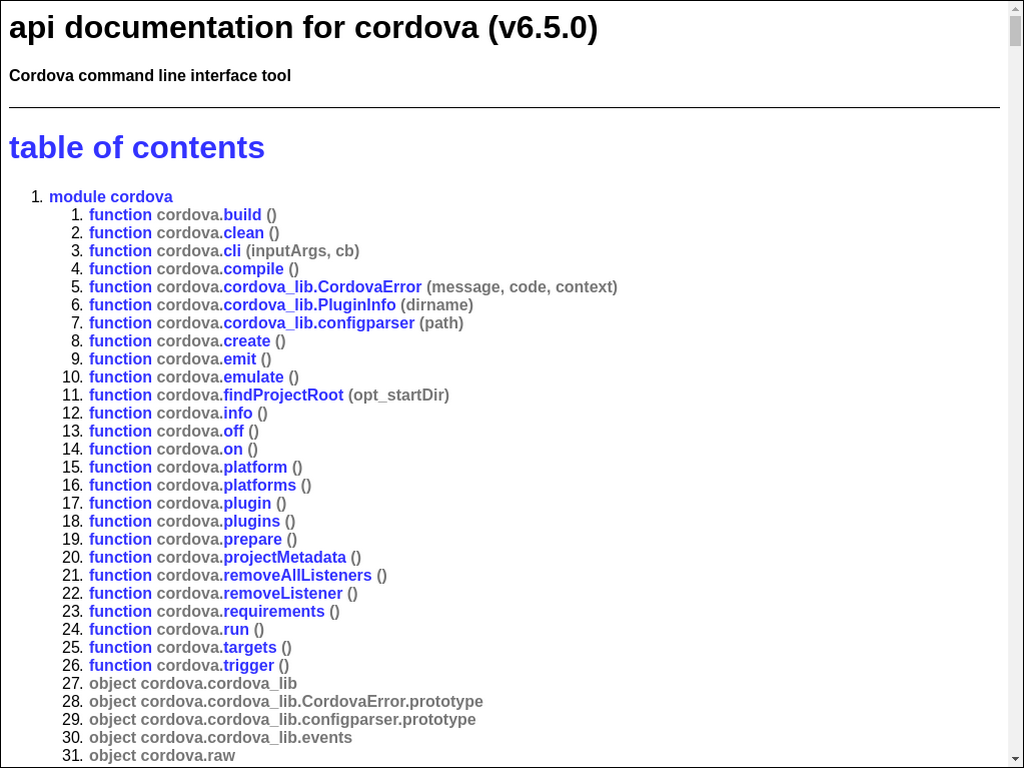 api documentation for cordova (v6.5.0)
Cordova command line interface tool
table of contents
1. module cordova
1. function cordova.build ()
2. function cordova.clean ()
3. function cordova.cli (inputArgs, cb)
4. function cordova.compile ()
5. function cordova.cordova_lib.CordovaError (message, code, context)
6. function cordova.cordova_lib.PluginInfo (dirname)
7. function cordova.cordova_lib.configparser (path)
8. function cordova.create ()
9. function cordova.emit ()
10. function cordova.emulate ()
11. function cordova.findProjectRoot (opt_startDir)
12. function cordova.info ()
13. function cordova.off ()
14. function cordova.on ()
15. function cordova.platform ()
16. function cordova.platforms ()
17. function cordova.plugin ()
18. function cordova.plugins ()
19. function cordova.prepare ()
20. function cordova.projectMetadata ()
21. function cordova.removeAllListeners ()
22. function cordova.removeListener ()
23. function cordova.requirements ()
24. function cordova.run ()
25. function cordova.targets ()
26. function cordova.trigger ()
27. object cordova.cordova_lib
28. object cordova.cordova_lib.CordovaError.prototype
29. object cordova.cordova_lib.configparser.prototype
30. object cordova.cordova_lib.events
31. object cordova.raw